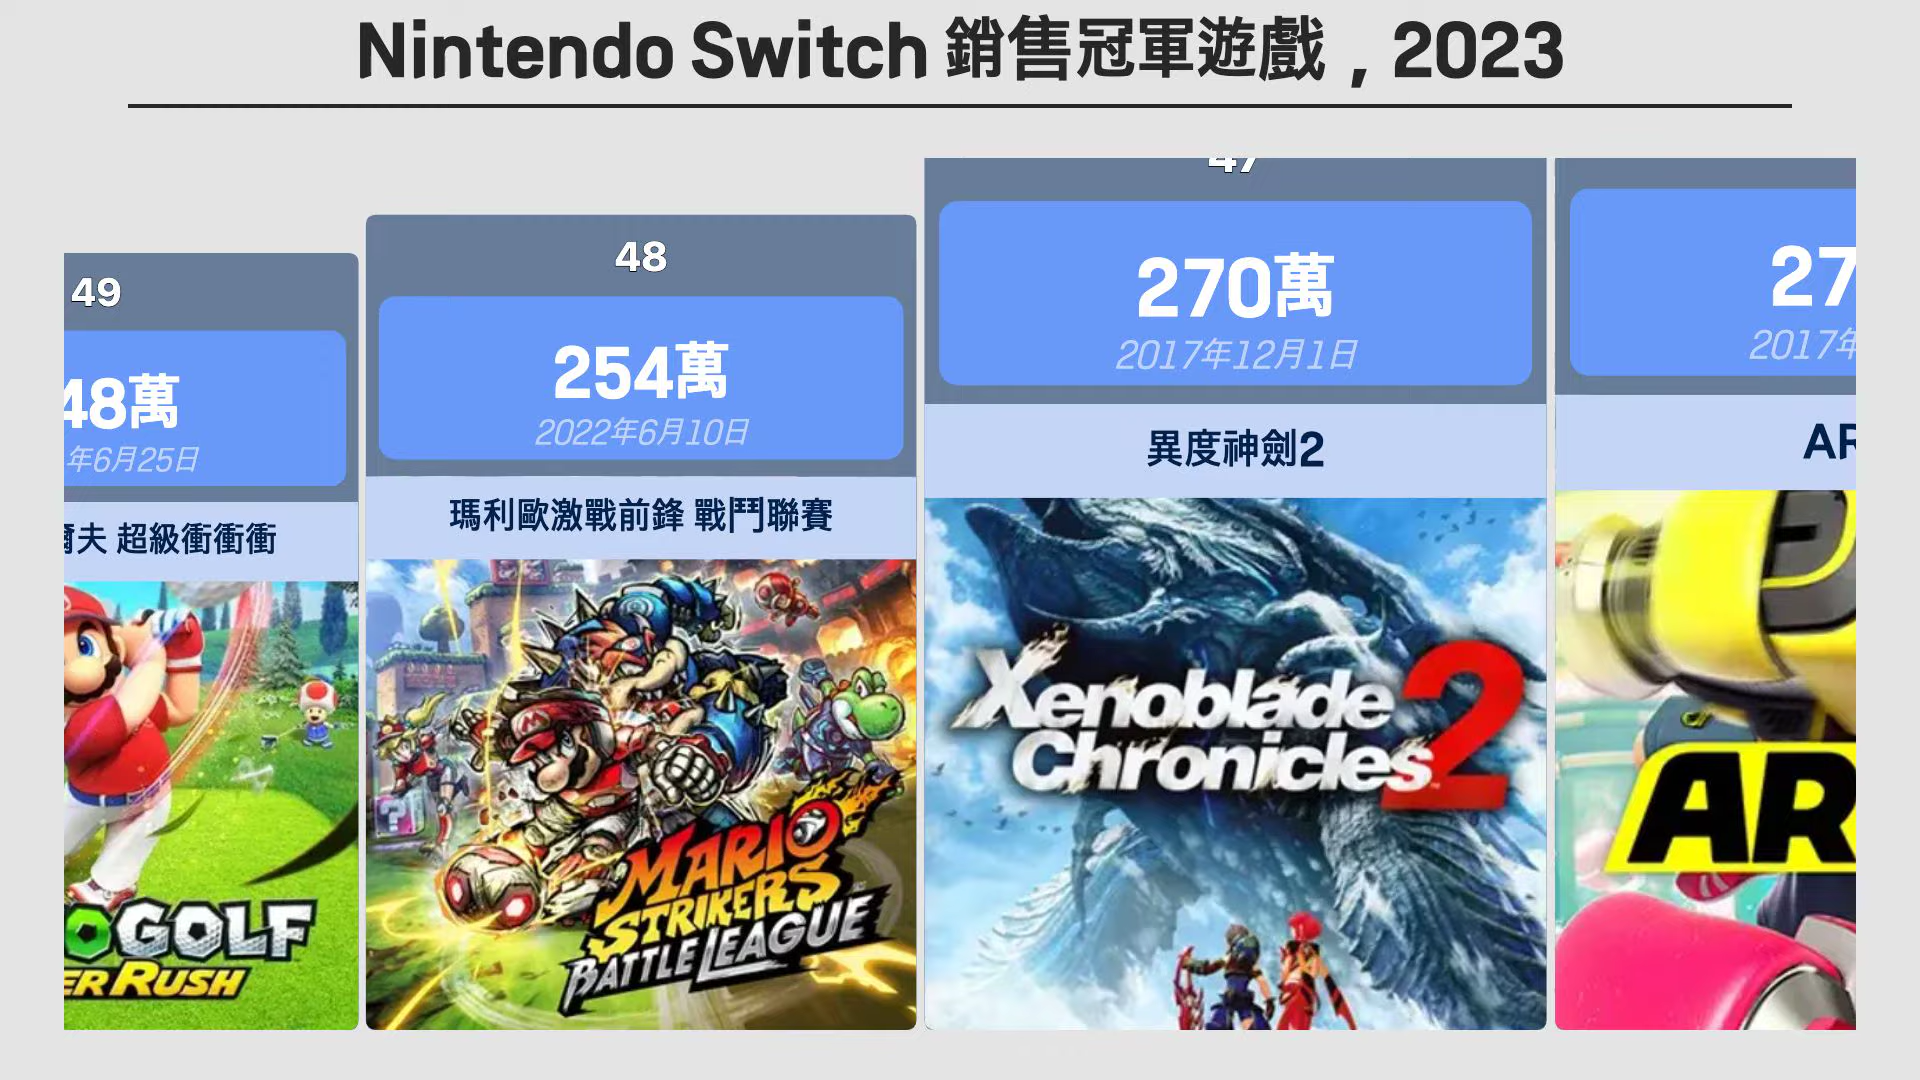 Nintendo Switch 銷售冠軍遊戲 , 2023
49
48萬
年6月25日
爾夫 超級衝衝衝
OGOLF
ER RUSH
48
254萬
2022年6月10日
瑪利歐激戰前鋒 戰鬥聯賽
MARIO
STRIKERS
BATTLE LEAGUE
47
270萬
2017年12月1日
異度神劍2
Xenoblade
Chronicles 2
27
2017年
AR
AR